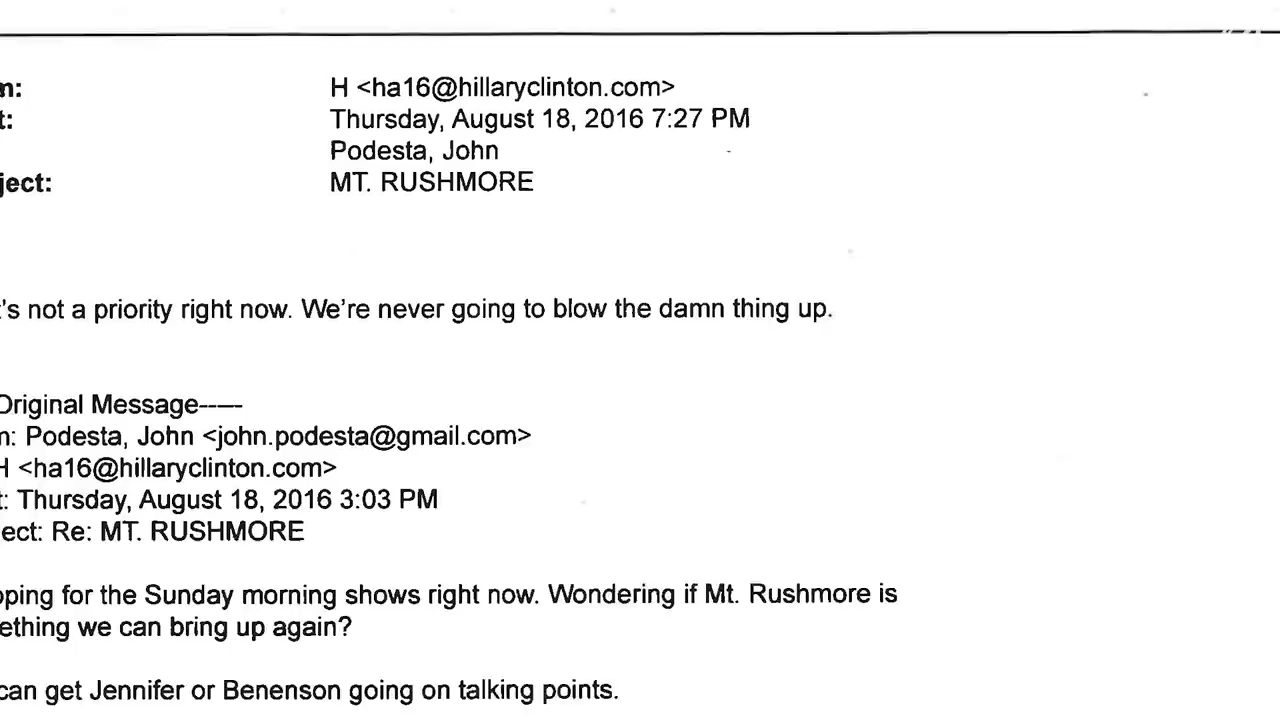 m: H <ha16@hillaryclinton.com>
t: Thursday, August 18, 2016 7:27 PM
Podesta, John
ject: MT. RUSHMORE
t's not a priority right now. We're never going to blow the damn thing up.
Original Message-----
m: Podesta, John <john.podesta@gmail.com>
H <ha16@hillaryclinton.com>
t: Thursday, August 18, 2016 3:03 PM
ect: Re: MT. RUSHMORE
pping for the Sunday morning shows right now. Wondering if Mt. Rushmore is
ething we can bring up again?
can get Jennifer or Benenson going on talking points.